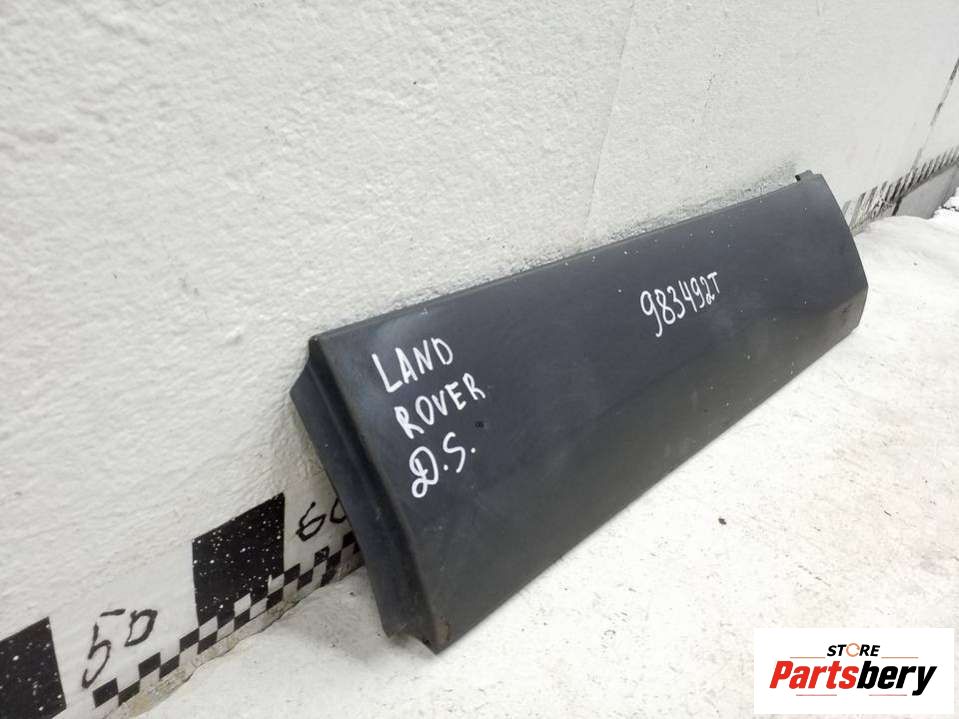 LAND
ROVER
D.S.
983492T
50
60
STORE
Partsbery